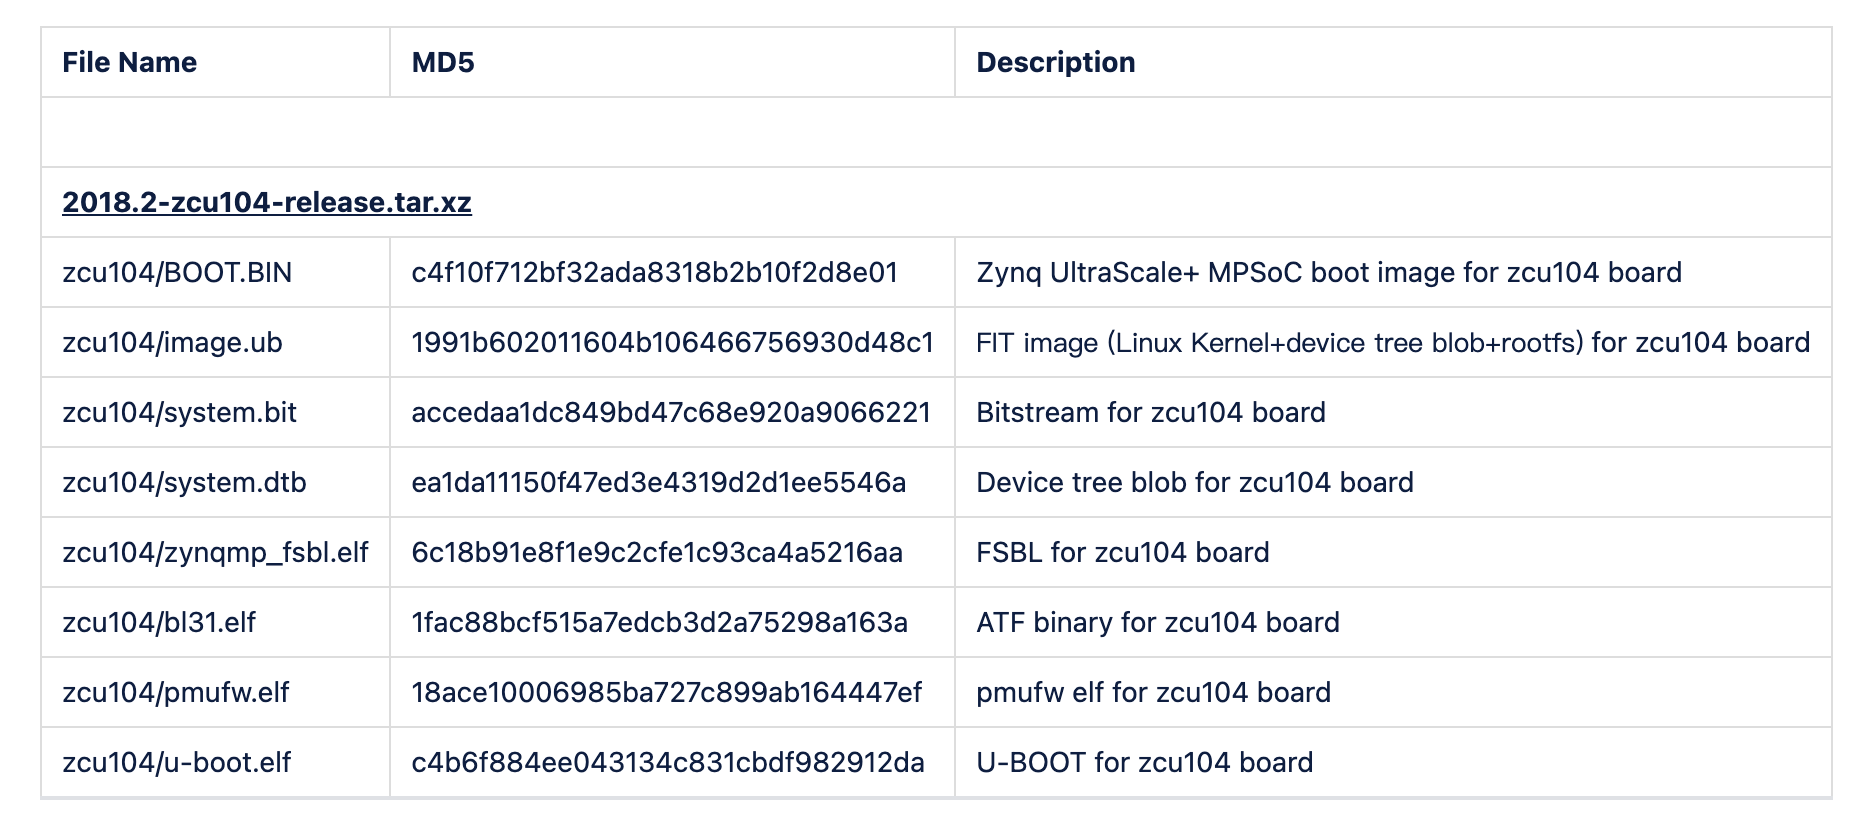 File Name MD5 Description
2018.2-zcu104-release.tar.xz
zcu104/BOOT.BIN c4f10f712bf32ada8318b2b10f2d8e01 Zynq UltraScale+ MPSoC boot image for zcu104 board
zcu104/image.ub 1991b602011604b106466756930d48c1 FIT image (Linux Kernel+device tree blob+rootfs) for zcu104 board
zcu104/system.bit accedaa1dc849bd47c68e920a9066221 Bitstream for zcu104 board
zcu104/system.dtb ea1da11150f47ed3e4319d2d1ee5546a Device tree blob for zcu104 board
zcu104/zynqmp_fsbl.elf 6c18b91e8f1e9c2cfe1c93ca4a5216aa FSBL for zcu104 board
zcu104/bl31.elf 1fac88bcf515a7edcb3d2a75298a163a ATF binary for zcu104 board
zcu104/pmufw.elf 18ace10006985ba727c899ab164447ef pmufw elf for zcu104 board
zcu104/u-boot.elf c4b6f884ee043134c831cbdf982912da U-BOOT for zcu104 board